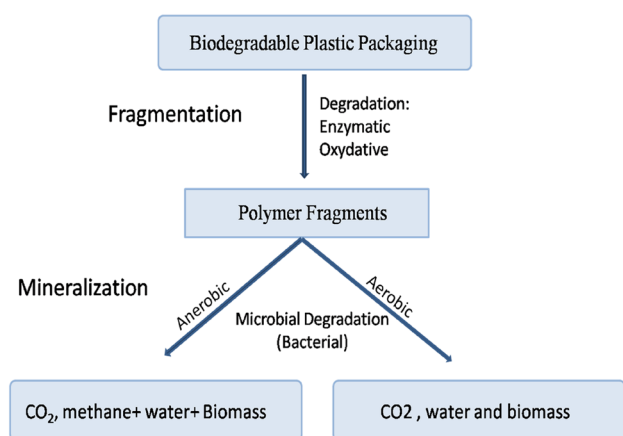 Biodegradable Plastic Packaging
Fragmentation
Degradation:
Enzymatic
Oxydative
Polymer Fragments
Mineralization
Anerobic
Aerobic
Microbial Degradation
(Bacterial)
CO₂, methane+ water+ Biomass
CO2 , water and biomass